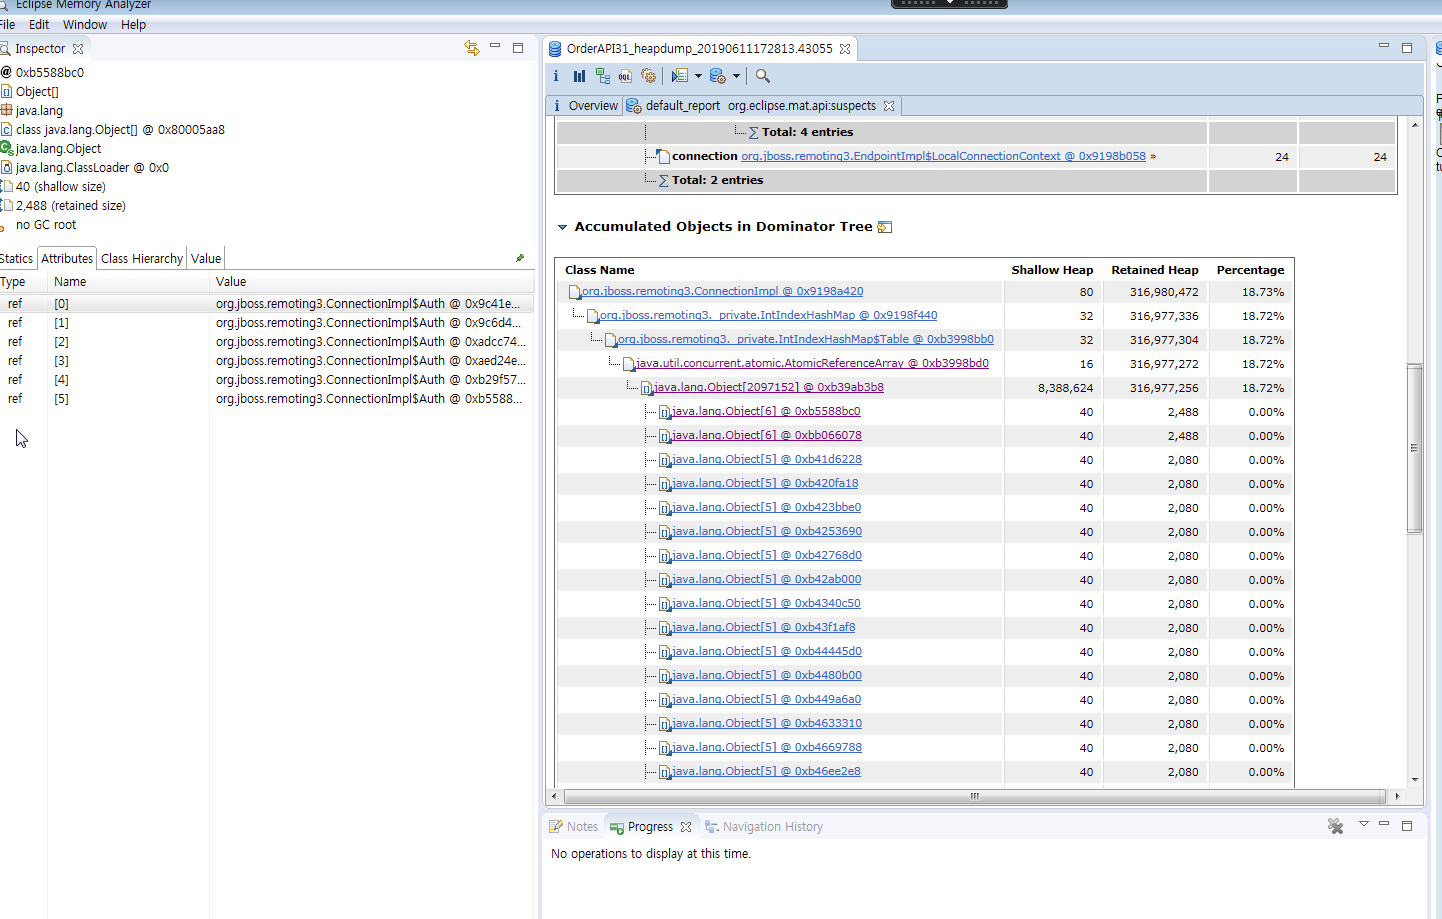 Eclipse Memory Analyzer
File Edit Window Help
Inspector
0xb5588bc0
Object[]
java.lang
class java.lang.Object[] @ 0x80005aa8
java.lang.Object
java.lang.ClassLoader @ 0x0
40 (shallow size)
2,488 (retained size)
no GC root
Statics Attributes Class Hierarchy Value
Type Name Value
ref [0] org.jboss.remoting3.ConnectionImpl$Auth @ 0x9c41e...
ref [1] org.jboss.remoting3.ConnectionImpl$Auth @ 0x9c6d4...
ref [2] org.jboss.remoting3.ConnectionImpl$Auth @ 0xadcc74...
ref [3] org.jboss.remoting3.ConnectionImpl$Auth @ 0xaed24e...
ref [4] org.jboss.remoting3.ConnectionImpl$Auth @ 0xb29f57...
ref [5] org.jboss.remoting3.ConnectionImpl$Auth @ 0xb5588...
OrderAPI31_heapdump_20190611172813.43055
OQL
i Overview default_report org.eclipse.mat.api:suspects
∑ Total: 4 entries
connection org.jboss.remoting3.EndpointImpl$LocalConnectionContext @ 0x9198b058 » 24 24
∑ Total: 2 entries
Accumulated Objects in Dominator Tree
Class Name Shallow Heap Retained Heap Percentage
org.jboss.remoting3.ConnectionImpl @ 0x9198a420 80 316,980,472 18.73%
org.jboss.remoting3._private.IntIndexHashMap @ 0x9198f440 32 316,977,336 18.72%
org.jboss.remoting3._private.IntIndexHashMap$Table @ 0xb3998bb0 32 316,977,304 18.72%
java.util.concurrent.atomic.AtomicReferenceArray @ 0xb3998bd0 16 316,977,272 18.72%
java.lang.Object[2097152] @ 0xb39ab3b8 8,388,624 316,977,256 18.72%
java.lang.Object[6] @ 0xb5588bc0 40 2,488 0.00%
java.lang.Object[6] @ 0xbb066078 40 2,488 0.00%
java.lang.Object[5] @ 0xb41d6228 40 2,080 0.00%
java.lang.Object[5] @ 0xb420fa18 40 2,080 0.00%
java.lang.Object[5] @ 0xb423bbe0 40 2,080 0.00%
java.lang.Object[5] @ 0xb4253690 40 2,080 0.00%
java.lang.Object[5] @ 0xb42768d0 40 2,080 0.00%
java.lang.Object[5] @ 0xb42ab000 40 2,080 0.00%
java.lang.Object[5] @ 0xb4340c50 40 2,080 0.00%
java.lang.Object[5] @ 0xb43f1af8 40 2,080 0.00%
java.lang.Object[5] @ 0xb44445d0 40 2,080 0.00%
java.lang.Object[5] @ 0xb4480b00 40 2,080 0.00%
java.lang.Object[5] @ 0xb449a6a0 40 2,080 0.00%
java.lang.Object[5] @ 0xb4633310 40 2,080 0.00%
java.lang.Object[5] @ 0xb4669788 40 2,080 0.00%
java.lang.Object[5] @ 0xb46ee2e8 40 2,080 0.00%
Notes Progress Navigation History
No operations to display at this time.